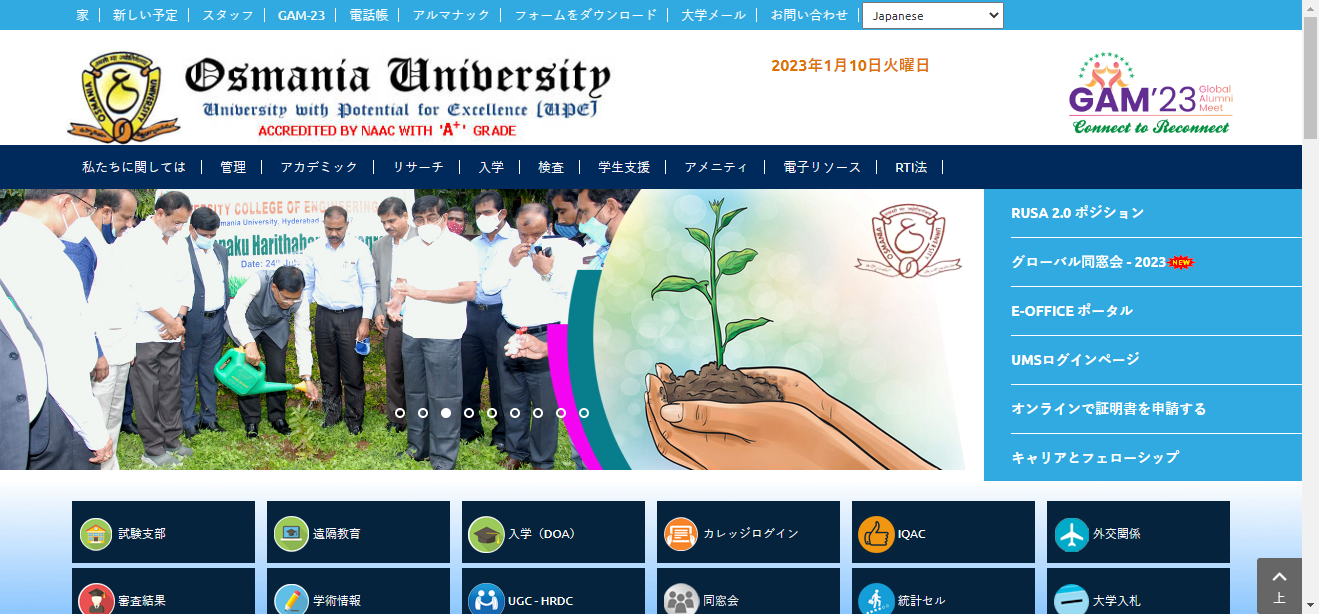 家 新しい予定 スタッフ GAM-23 電話帳 アルマナック フォームをダウンロード 大学メール お問い合わせ Japanese
Osmania University
University with Potential for Excellence [UPE]
ACCREDITED BY NAAC WITH 'A+' GRADE
OSMANIA UNIVERSITY
2023年1月10日火曜日
GAM'23 Global Alumni Meet
Connect to Reconnect
私たちに関しては 管理 アカデミック リサーチ 入学 検査 学生支援 アメニティ 電子リソース RTI法
COLLEGE OF ENGINEERING
Osmania University, Hyderabad
Date: 24th
OSMANIA UNIVERSITY
RUSA 2.0 ポジション
グローバル同窓会 - 2023 NEW
E-OFFICE ポータル
UMSログインページ
オンラインで証明書を申請する
キャリアとフェローシップ
試験支部 遠隔教育 入学（DOA） カレッジログイン IQAC 外交関係
審査結果 学術情報 UGC - HRDC 同窓会 統計セル 大学入札
上